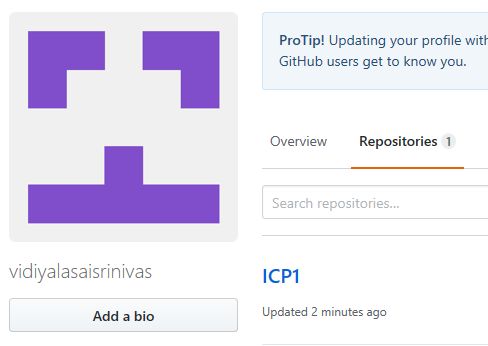 ProTip! Updating your profile with
GitHub users get to know you.
Overview
Repositories 1
Search repositories...
vidiyalasaisrinivas
Add a bio
ICP1
Updated 2 minutes ago